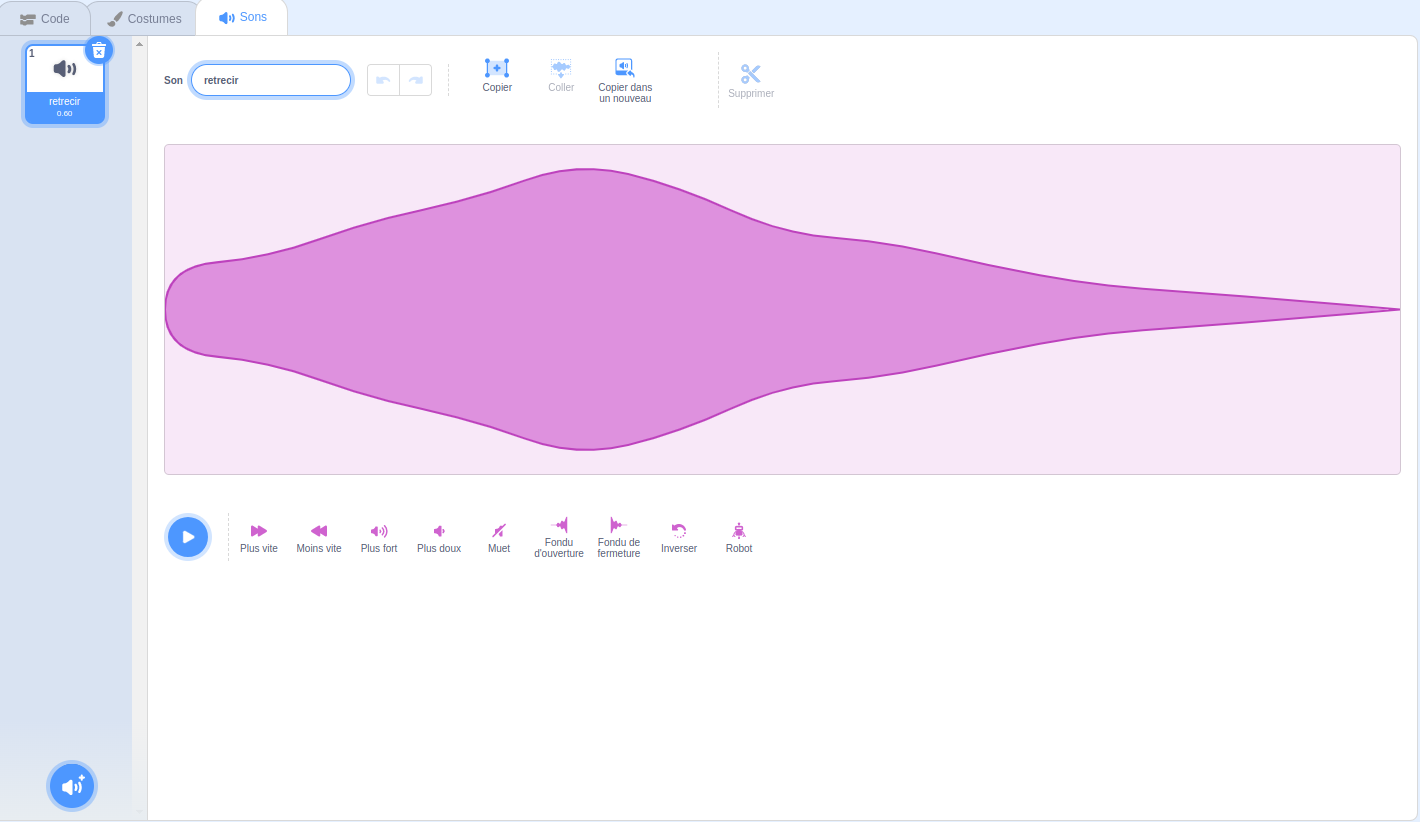 Code
Costumes
Sons
1
retrecir
0.60
Son
retrecir
Copier
Coller
Copier dans
un nouveau
Supprimer
Plus vite
Moins vite
Plus fort
Plus doux
Muet
Fondu
d'ouverture
Fondu de
fermeture
Inverser
Robot